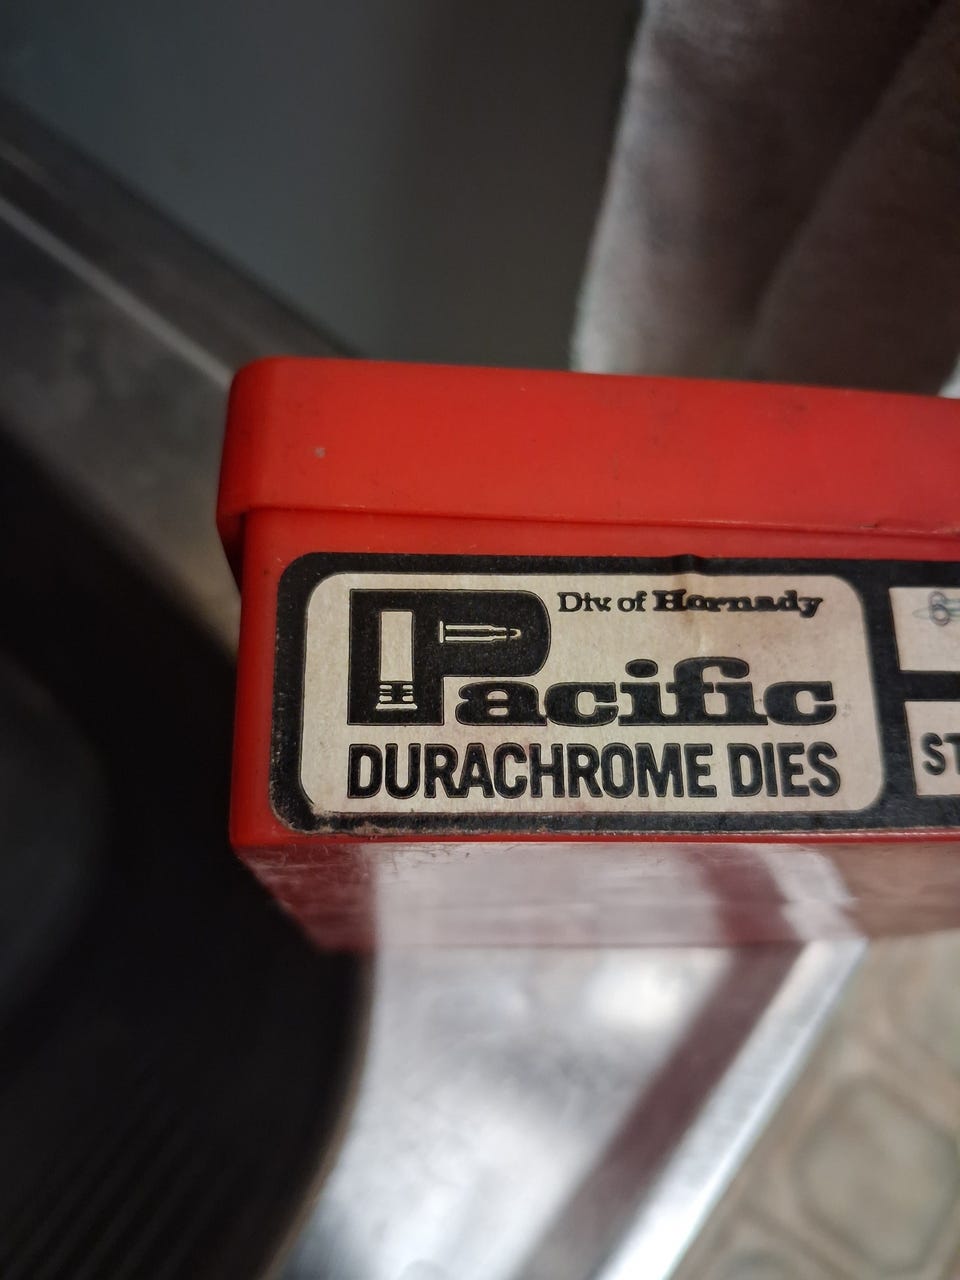 Div. of Hornady
Pacific
DURACHROME DIES